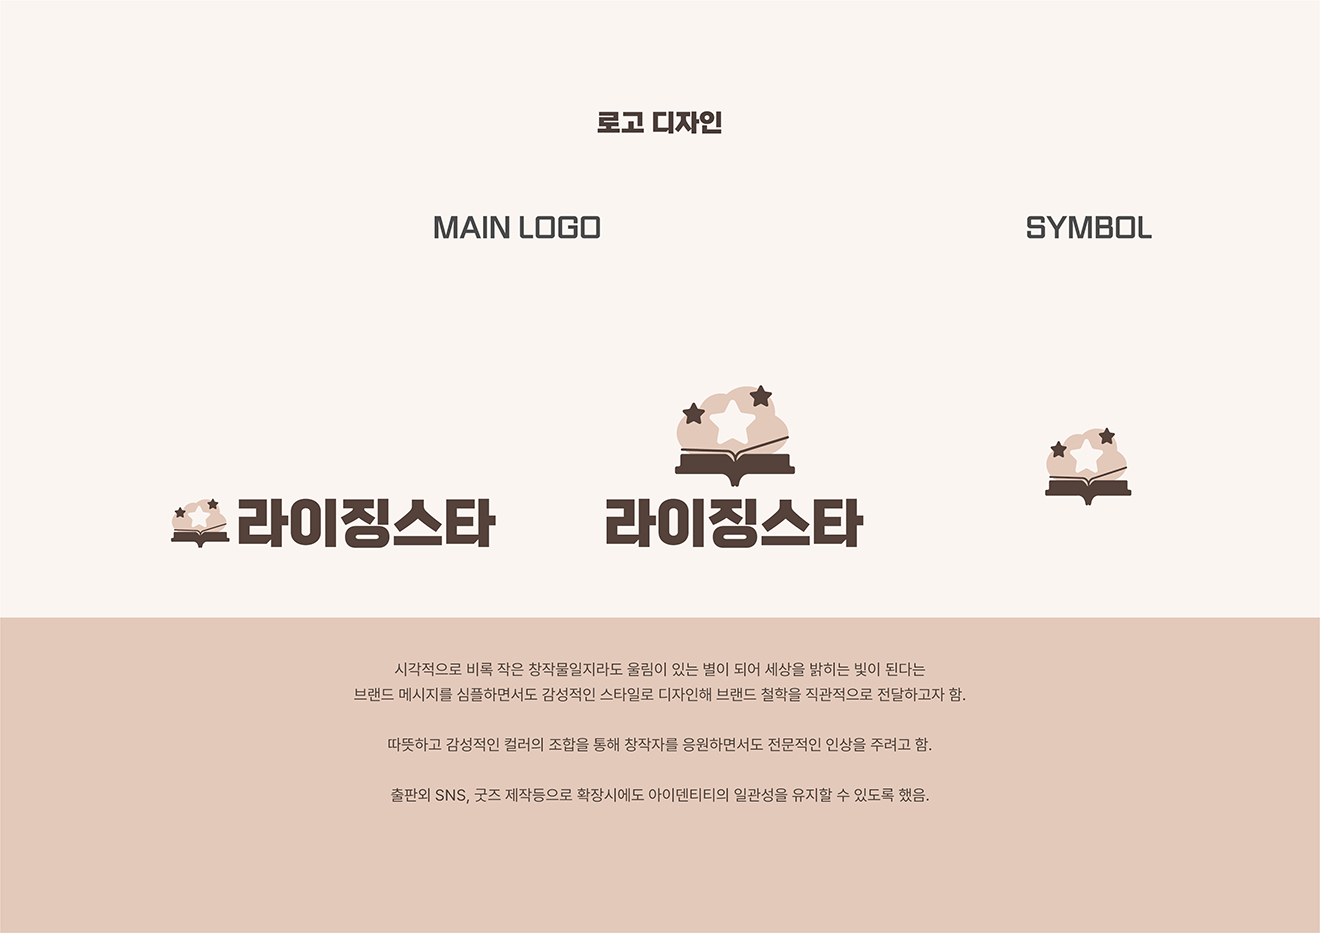 로고 디자인
MAIN LOGO
SYMBOL
라이징스타
라이징스타
시각적으로 비록 작은 창작물일지라도 울림이 있는 별이 되어 세상을 밝히는 빛이 된다는
브랜드 메시지를 심플하면서도 감성적인 스타일로 디자인해 브랜드 철학을 직관적으로 전달하고자 함.
따뜻하고 감성적인 컬러의 조합을 통해 창작자를 응원하면서도 전문적인 인상을 주려고 함.
출판외 SNS, 굿즈 제작등으로 확장시에도 아이덴티티의 일관성을 유지할 수 있도록 했음.